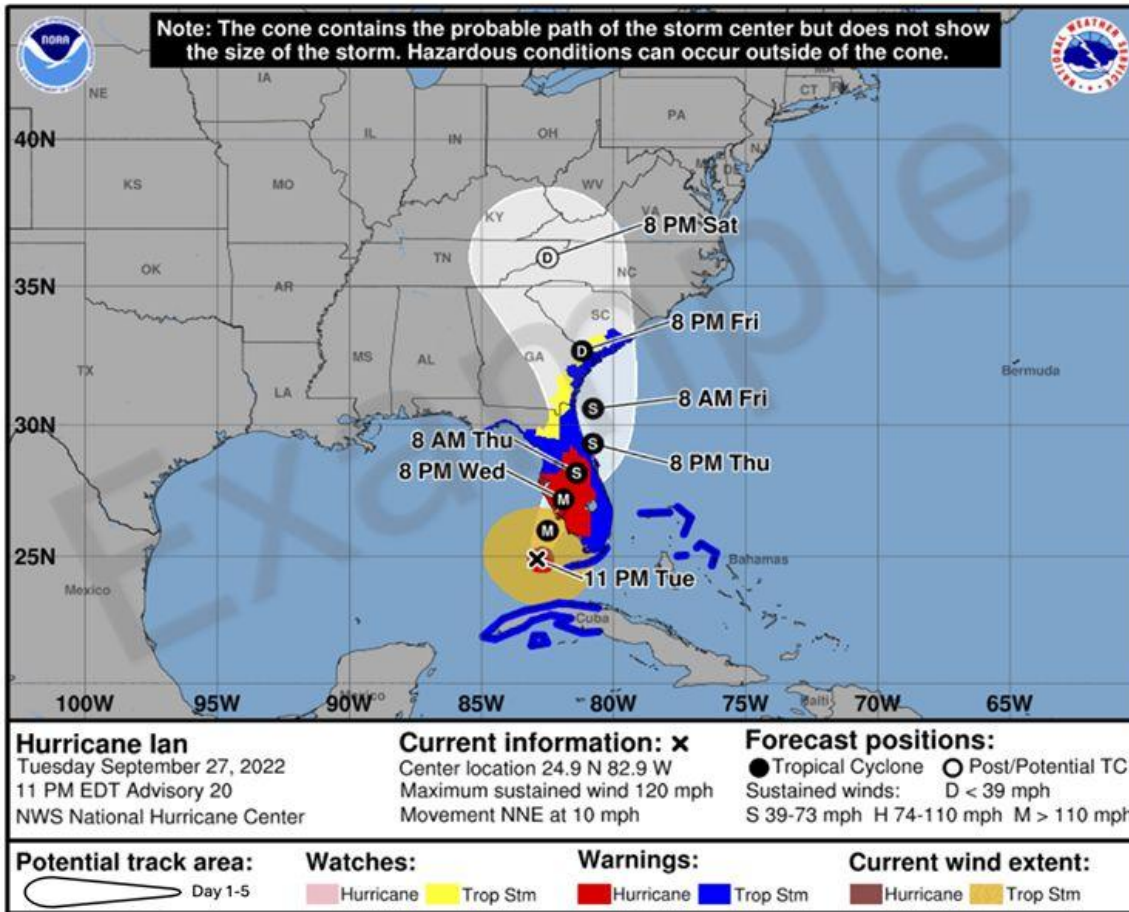 Note: The cone contains the probable path of the storm center but does not show
the size of the storm. Hazardous conditions can occur outside of the cone.
NOAA
NATIONAL WEATHER SERVICE
NE
IA
IL
IN
OH
PA
CT
NJ
DE
40N
KS
MO
WV
KY
VA
8 PM Sat
D
OK
TN
NC
35N
AR
SC
8 PM Fri
D
TX
MS
AL
GA
LA
Bermuda
S
8 AM Fri
30N
8 AM Thu
S
8 PM Thu
8 PM Wed
S
M
M
25N
11 PM Tue
Bahamas
Mexico
Cuba
Mexico
Haiti
100W 95W 90W 85W 80W 75W 70W 65W
Example
Hurricane Ian
Tuesday September 27, 2022
11 PM EDT Advisory 20
NWS National Hurricane Center
Current information: ×
Center location 24.9 N 82.9 W
Maximum sustained wind 120 mph
Movement NNE at 10 mph
Forecast positions:
Tropical Cyclone Post/Potential TC
Sustained winds: D < 39 mph
S 39-73 mph H 74-110 mph M > 110 mph
Potential track area:
Day 1-5
Watches:
Hurricane Trop Stm
Warnings:
Hurricane Trop Stm
Current wind extent:
Hurricane Trop Stm